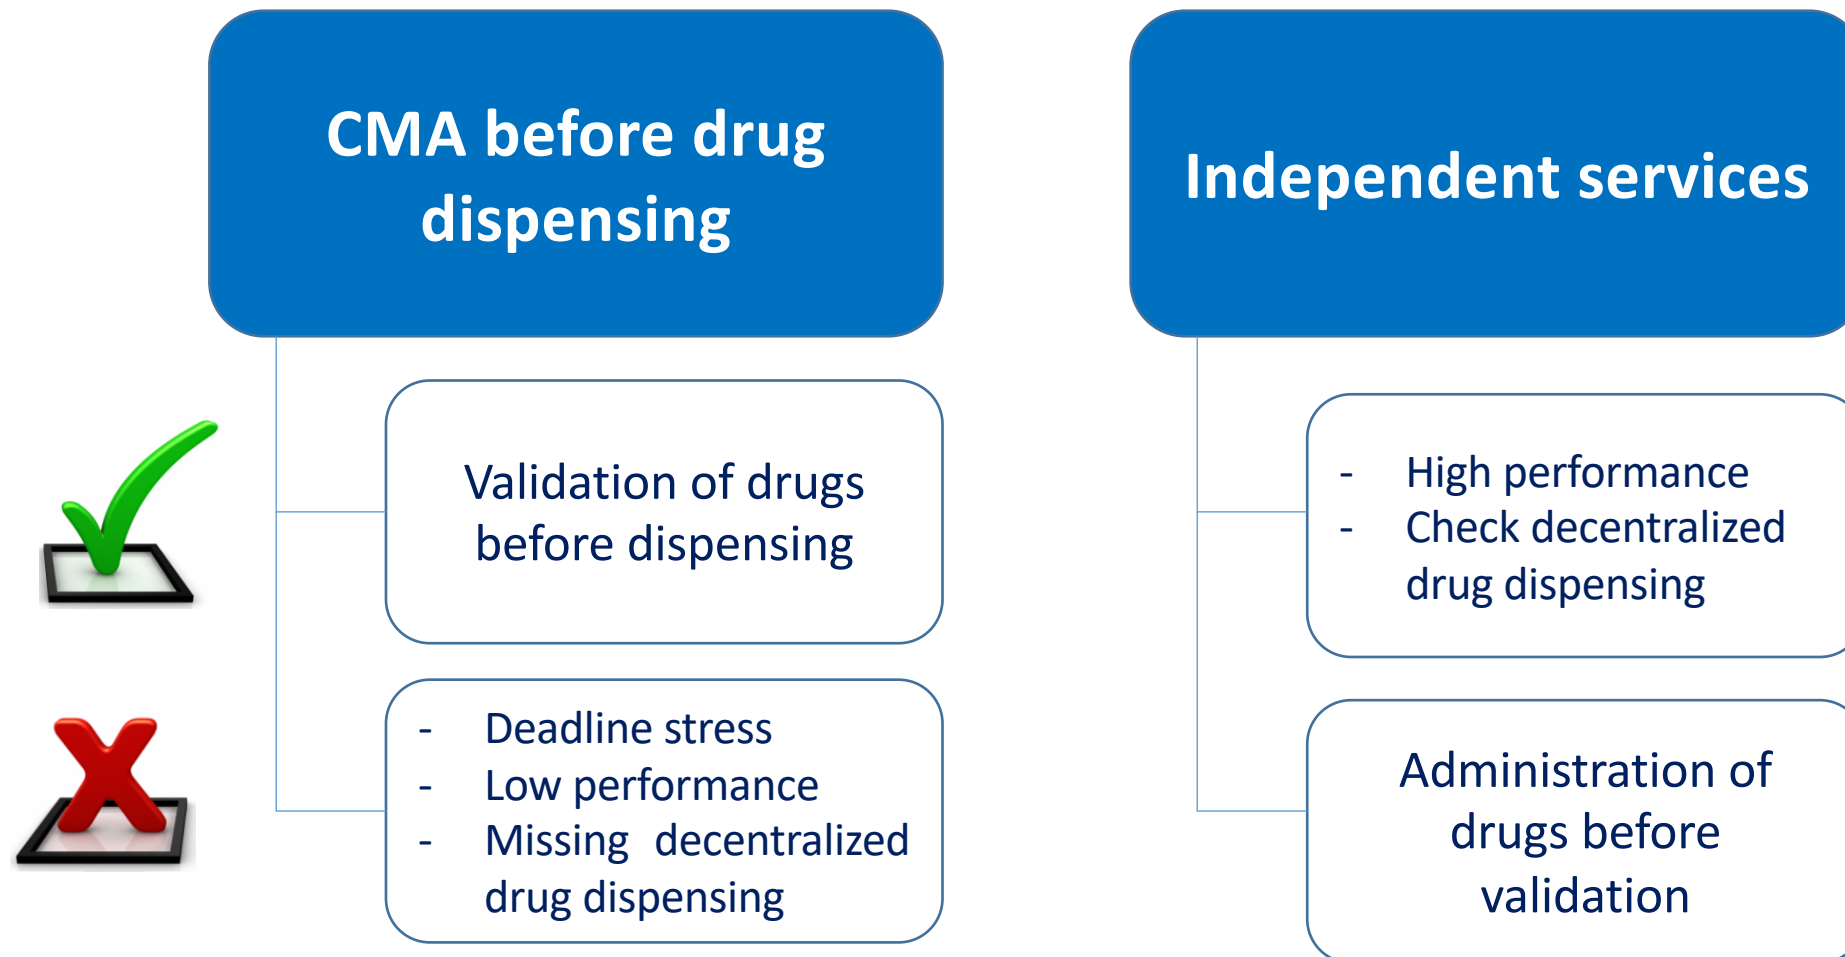 CMA before drug
dispensing
Validation of drugs
before dispensing
- Deadline stress
- Low performance
- Missing decentralized
drug dispensing
Independent services
- High performance
- Check decentralized
drug dispensing
Administration of
drugs before
validation